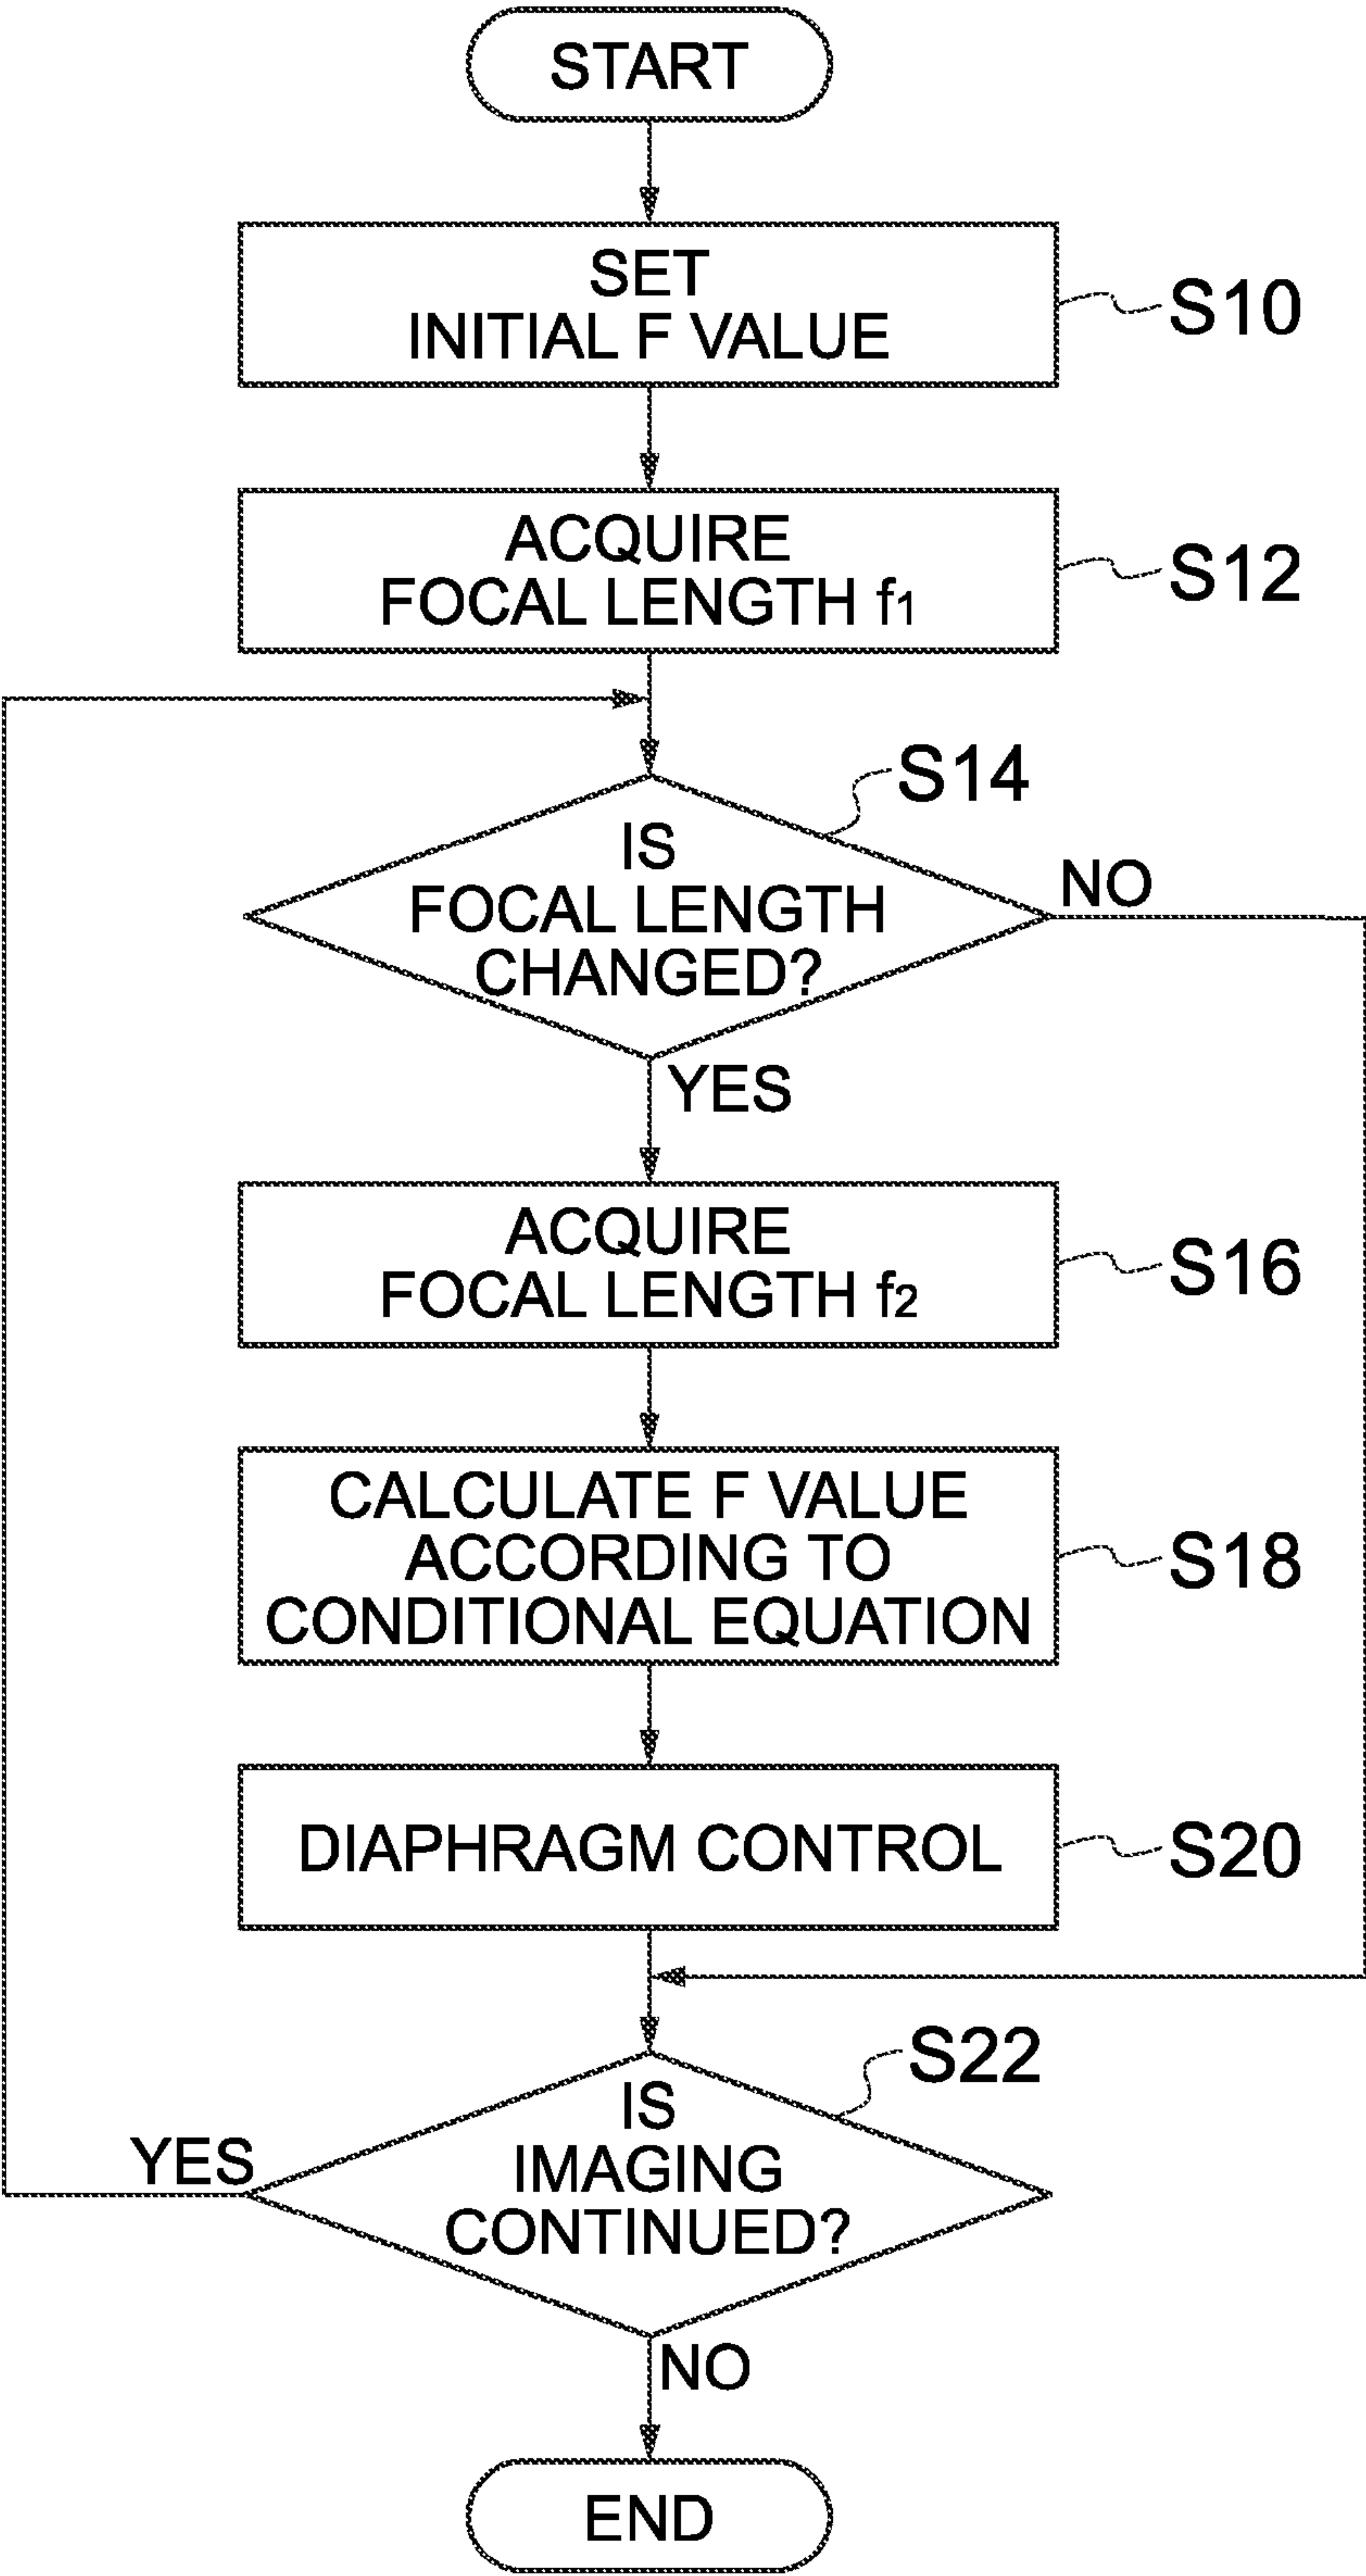 START
SET
INITIAL F VALUE
S10
ACQUIRE
FOCAL LENGTH f1
S12
S14
IS
FOCAL LENGTH
CHANGED?
NO
YES
ACQUIRE
FOCAL LENGTH f2
S16
CALCULATE F VALUE
ACCORDING TO
CONDITIONAL EQUATION
S18
DIAPHRAGM CONTROL
S20
S22
IS
IMAGING
CONTINUED?
YES
NO
END